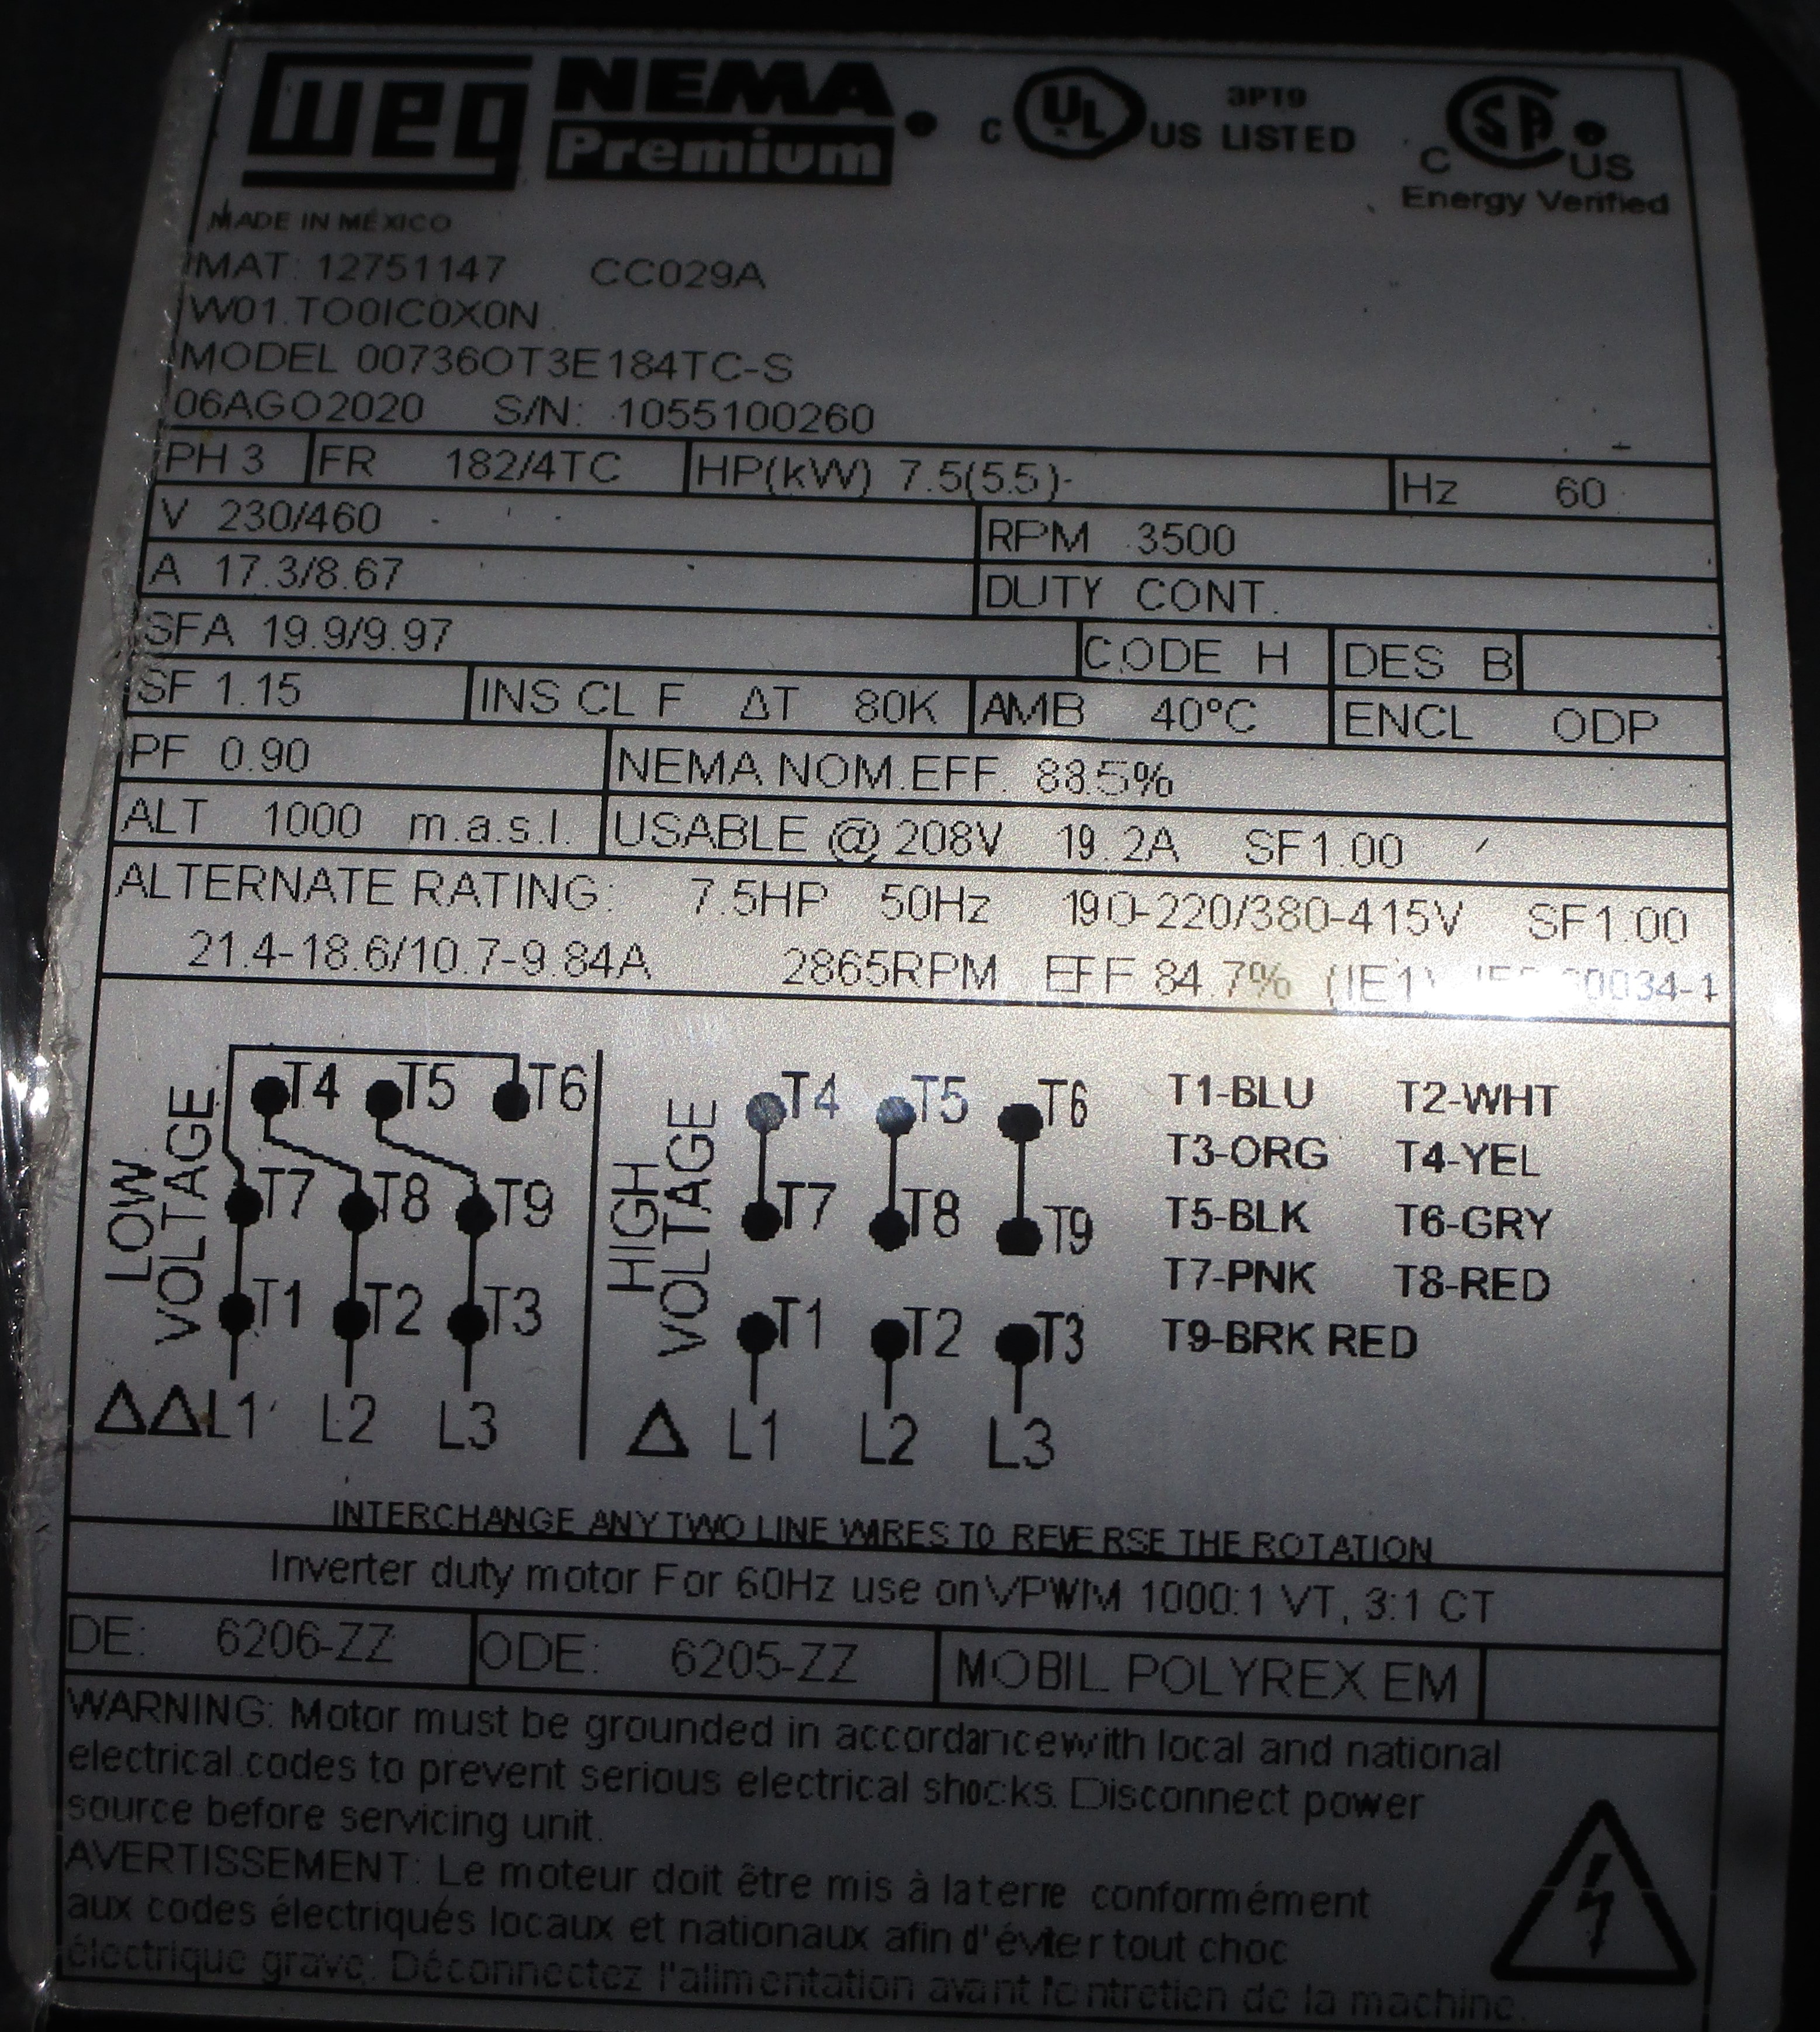 weg NEMA Premium
c UL US LISTED 3PT9
C SA US
Energy Verified
MADE IN MÉXICO
MAT: 12751147 CC029A
W01.TO0IC0X0N
MODEL 00736OT3E184TC-S
06AGO2020 S/N: 1055100260
PH 3 FR 182/4TC HP(kW) 7.5(5.5) Hz 60
V 230/460 RPM 3500
A 17.3/8.67 DUTY CONT.
SFA 19.9/9.97 CODE H DES B
SF 1.15 INS CL F ΔT 80K AMB 40°C ENCL ODP
PF 0.90 NEMA NOM.EFF. 88.5%
ALT 1000 m.a.s.l. USABLE @ 208V 19.2A SF1.00
ALTERNATE RATING: 7.5HP 50Hz 190-220/380-415V SF1.00
21.4-18.6/10.7-9.84A 2865RPM EFF 84.7% (IE1)
LOW VOLTAGE
T4 T5 T6
T7 T8 T9
T1 T2 T3
ΔΔ L1 L2 L3
HIGH VOLTAGE
T4 T5 T6
T7 T8 T9
T1 T2 T3
Δ L1 L2 L3
T1-BLU T2-WHT
T3-ORG T4-YEL
T5-BLK T6-GRY
T7-PNK T8-RED
T9-BRK RED
INTERCHANGE ANY TWO LINE WIRES TO REVERSE THE ROTATION
Inverter duty motor For 60Hz use on VPWM 1000:1 VT, 3:1 CT
DE: 6206-ZZ ODE: 6205-ZZ MOBIL POLYREX EM
WARNING: Motor must be grounded in accordance with local and national
electrical codes to prevent serious electrical shocks. Disconnect power
source before servicing unit.
AVERTISSEMENT: Le moteur doit être mis à la terre conformément
aux codes électriqués locaux et nationaux afin d'éviter tout choc
électrique grave. Déconnectez l'alimentation avant l'entretien de la machine.